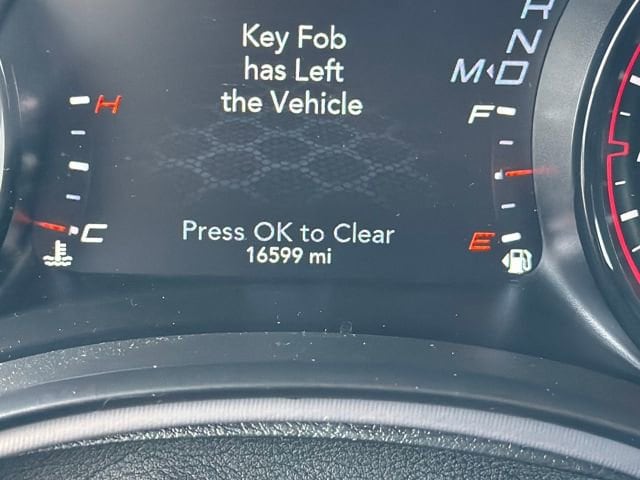 Key Fob
has Left
the Vehicle
R
N
M D
H
F
C
E
Press OK to Clear
16599 mi